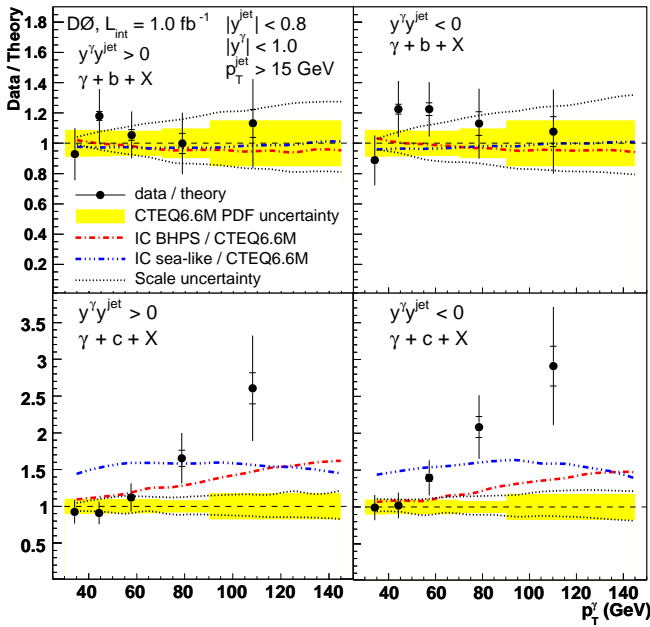 DØ, L_int = 1.0 fb⁻¹
y^γ y^jet > 0
γ + b + X
|y^jet| < 0.8
|y^γ| < 1.0
p_T^jet > 15 GeV
y^γ y^jet < 0
γ + b + X
Data / Theory
1.8
1.6
1.4
1.2
1
0.8
0.6
0.4
0.2
data / theory
CTEQ6.6M PDF uncertainty
IC BHPS / CTEQ6.6M
IC sea-like / CTEQ6.6M
Scale uncertainty
y^γ y^jet > 0
γ + c + X
y^γ y^jet < 0
γ + c + X
3.5
3
2.5
2
1.5
1
0.5
40 60 80 100 120 140
40 60 80 100 120 140
p_T^γ (GeV)